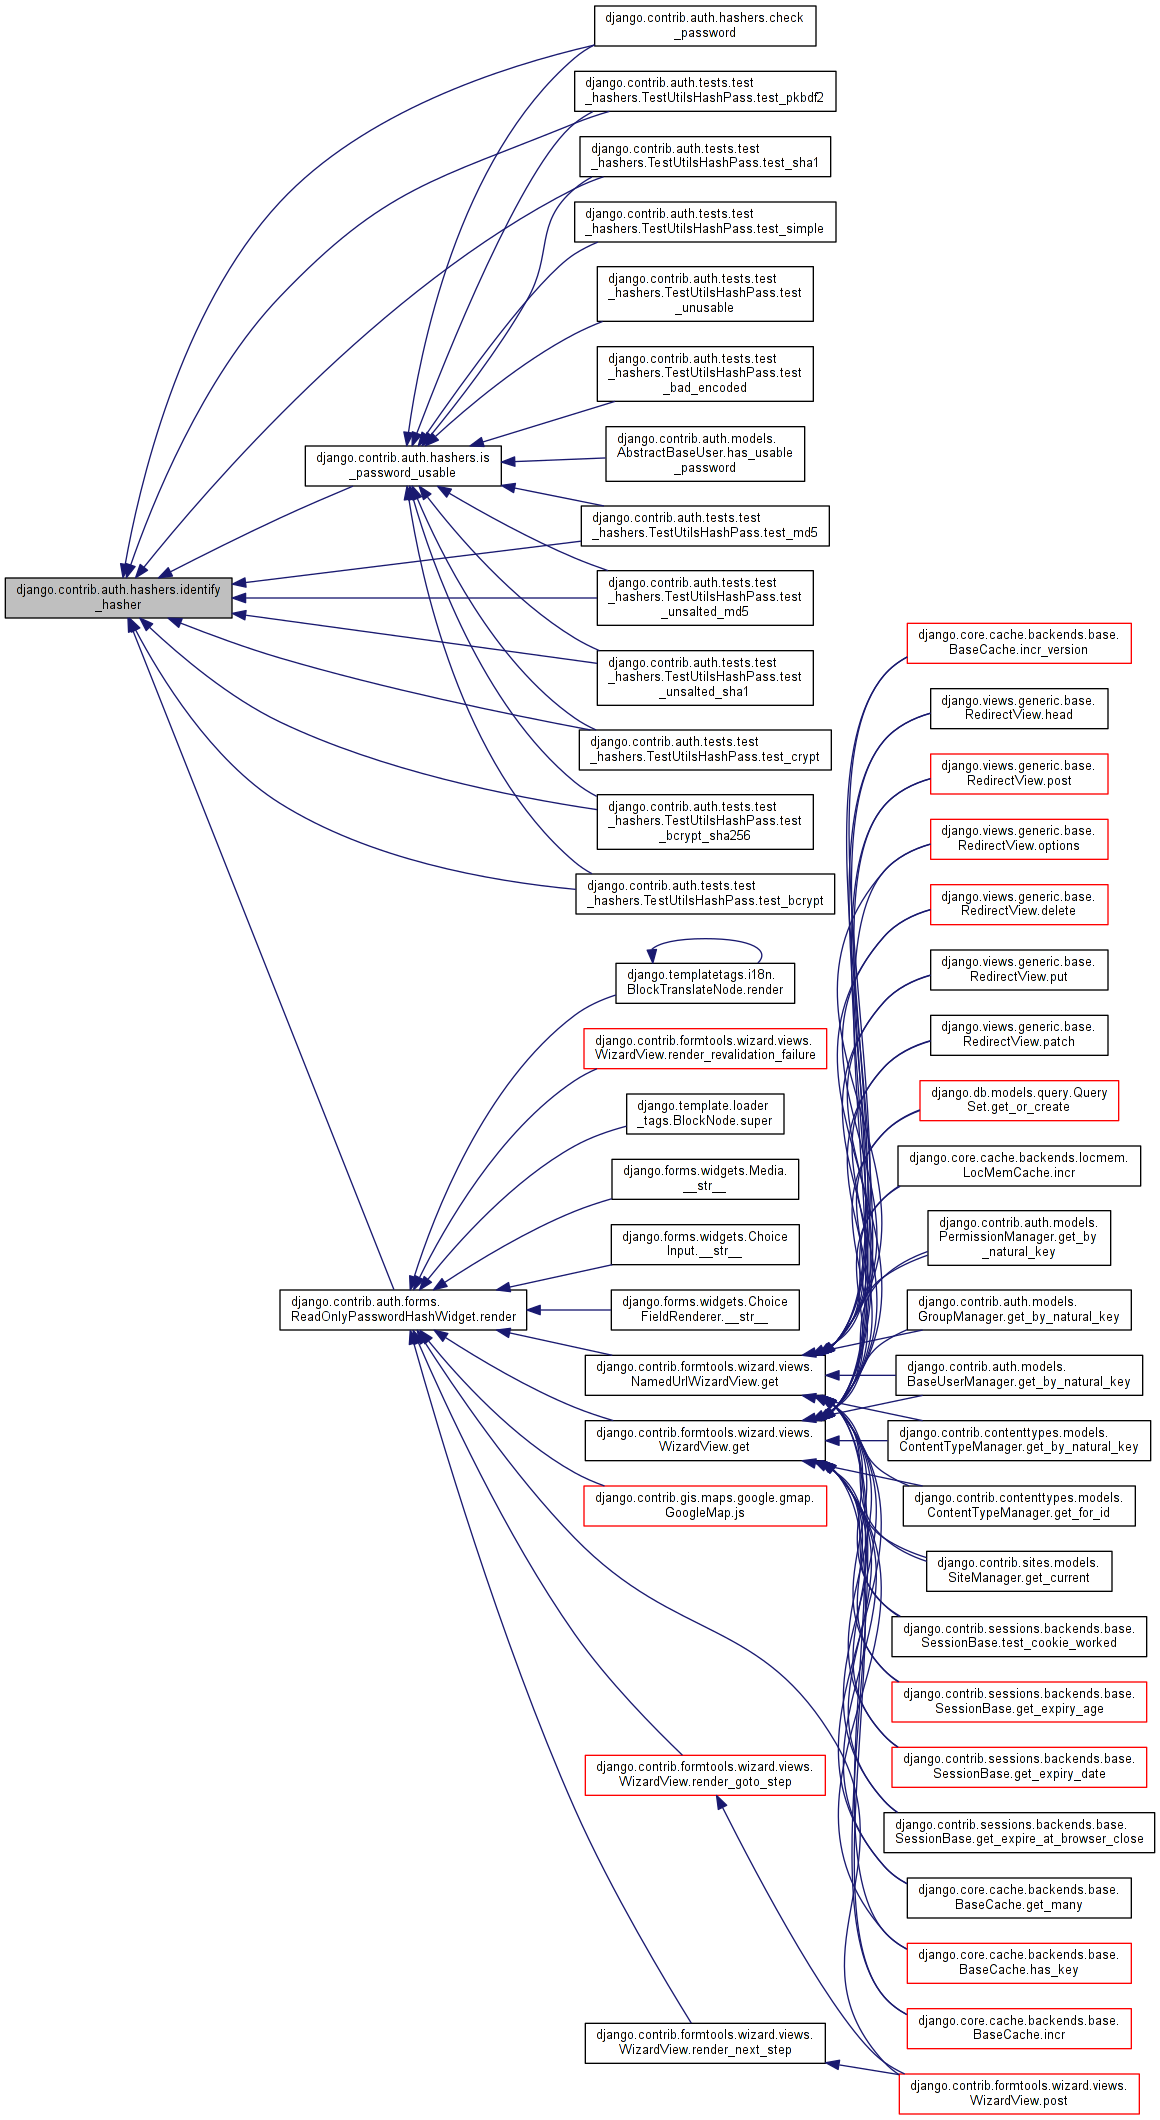 django.contrib.auth.hashers.check
_password
django.contrib.auth.tests.test
_hashers.TestUtilsHashPass.test_pkbdf2
django.contrib.auth.tests.test
_hashers.TestUtilsHashPass.test_sha1
django.contrib.auth.tests.test
_hashers.TestUtilsHashPass.test_simple
django.contrib.auth.tests.test
_hashers.TestUtilsHashPass.test
_unusable
django.contrib.auth.tests.test
_hashers.TestUtilsHashPass.test
_bad_encoded
django.contrib.auth.models.
AbstractBaseUser.has_usable
_password
django.contrib.auth.hashers.is
_password_usable
django.contrib.auth.tests.test
_hashers.TestUtilsHashPass.test_md5
django.contrib.auth.hashers.identify
_hasher
django.contrib.auth.tests.test
_hashers.TestUtilsHashPass.test
_unsalted_md5
django.contrib.auth.tests.test
_hashers.TestUtilsHashPass.test
_unsalted_sha1
django.contrib.auth.tests.test
_hashers.TestUtilsHashPass.test_crypt
django.contrib.auth.tests.test
_hashers.TestUtilsHashPass.test
_bcrypt_sha256
django.contrib.auth.tests.test
_hashers.TestUtilsHashPass.test_bcrypt
django.templatetags.i18n.
BlockTranslateNode.render
django.contrib.formtools.wizard.views.
WizardView.render_revalidation_failure
django.template.loader
_tags.BlockNode.super
django.forms.widgets.Media.
__str__
django.forms.widgets.Choice
Input.__str__
django.contrib.auth.forms.
ReadOnlyPasswordHashWidget.render
django.forms.widgets.Choice
FieldRenderer.__str__
django.contrib.formtools.wizard.views.
NamedUrlWizardView.get
django.contrib.formtools.wizard.views.
WizardView.get
django.contrib.gis.maps.google.gmap.
GoogleMap.js
django.contrib.formtools.wizard.views.
WizardView.render_goto_step
django.contrib.formtools.wizard.views.
WizardView.render_next_step
django.core.cache.backends.base.
BaseCache.incr_version
django.views.generic.base.
RedirectView.head
django.views.generic.base.
RedirectView.post
django.views.generic.base.
RedirectView.options
django.views.generic.base.
RedirectView.delete
django.views.generic.base.
RedirectView.put
django.views.generic.base.
RedirectView.patch
django.db.models.query.Query
Set.get_or_create
django.core.cache.backends.locmem.
LocMemCache.incr
django.contrib.auth.models.
PermissionManager.get_by
_natural_key
django.contrib.auth.models.
GroupManager.get_by_natural_key
django.contrib.auth.models.
BaseUserManager.get_by_natural_key
django.contrib.contenttypes.models.
ContentTypeManager.get_by_natural_key
django.contrib.contenttypes.models.
ContentTypeManager.get_for_id
django.contrib.sites.models.
SiteManager.get_current
django.contrib.sessions.backends.base.
SessionBase.test_cookie_worked
django.contrib.sessions.backends.base.
SessionBase.get_expiry_age
django.contrib.sessions.backends.base.
SessionBase.get_expiry_date
django.contrib.sessions.backends.base.
SessionBase.get_expire_at_browser_close
django.core.cache.backends.base.
BaseCache.get_many
django.core.cache.backends.base.
BaseCache.has_key
django.core.cache.backends.base.
BaseCache.incr
django.contrib.formtools.wizard.views.
WizardView.post